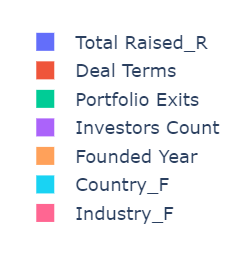 Total Raised_R
Deal Terms
Portfolio Exits
Investors Count
Founded Year
Country_F
Industry_F